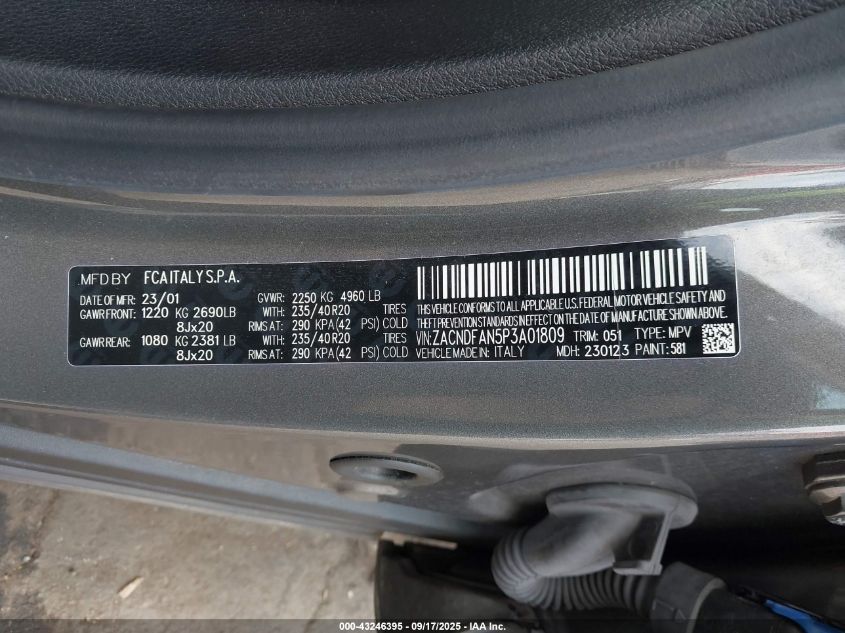 MFD BY FCA ITALY S.P.A.
DATE OF MFR 23/01 GVWR: 2250 KG 4960 LB
GAWR FRONT: 1220 KG 2690LB WITH: 235/40R20 TIRES
8Jx20 RIMS AT: 290 KPA(42 PSI) COLD
GAWR REAR: 1080 KG 2381 LB WITH: 235/40R20 TIRES
8Jx20 RIMS AT: 290 KPA(42 PSI) COLD
THIS VEHICLE CONFORMS TO ALL APPLICABLE U.S. FEDERAL MOTOR VEHICLE SAFETY AND
THEFT PREVENTION STANDARDS IN EFFECT ON THE DATE OF MANUFACTURE SHOWN ABOVE.
VIN: ZACNDFAN5P3A01809 TRIM: 051 TYPE: MPV
VEHICLE MADE IN: ITALY MDH: 230123 PAINT: 581
000-43246395 - 09/17/2025 - IAA Inc.